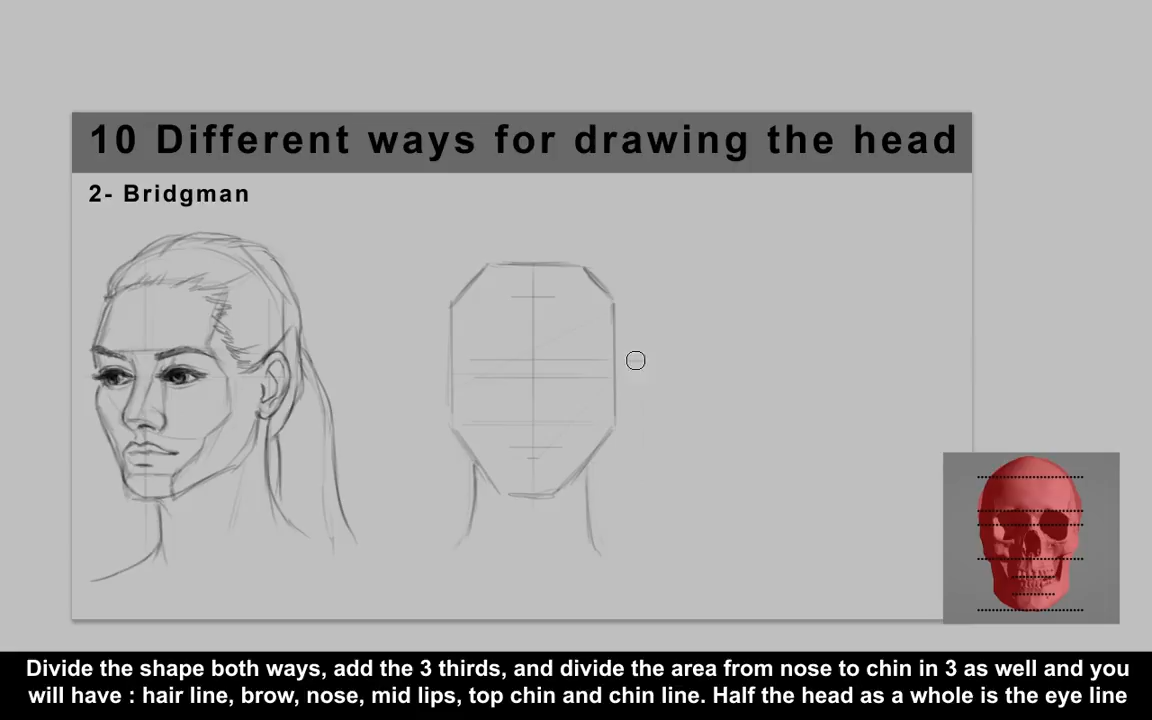 10 Different ways for drawing the head
2- Bridgman
Divide the shape both ways, add the 3 thirds, and divide the area from nose to chin in 3 as well and you
will have : hair line, brow, nose, mid lips, top chin and chin line. Half the head as a whole is the eye line